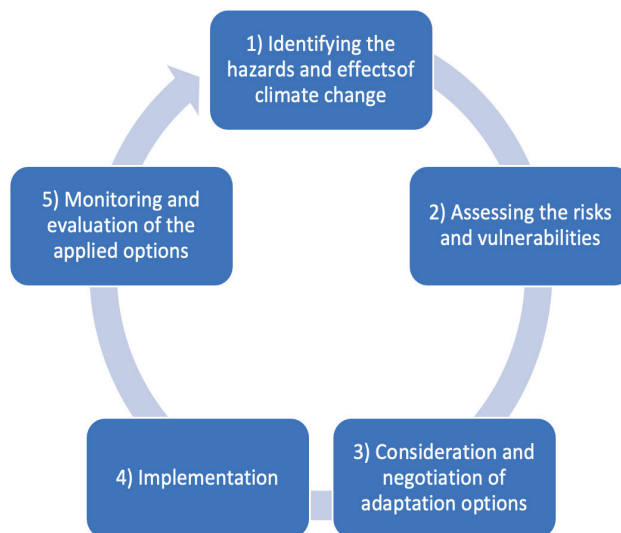 1) Identifying the
hazards and effectsof
climate change
2) Assessing the risks
and vulnerabilities
3) Consideration and
negotiation of
adaptation options
4) Implementation
5) Monitoring and
evaluation of the
applied options